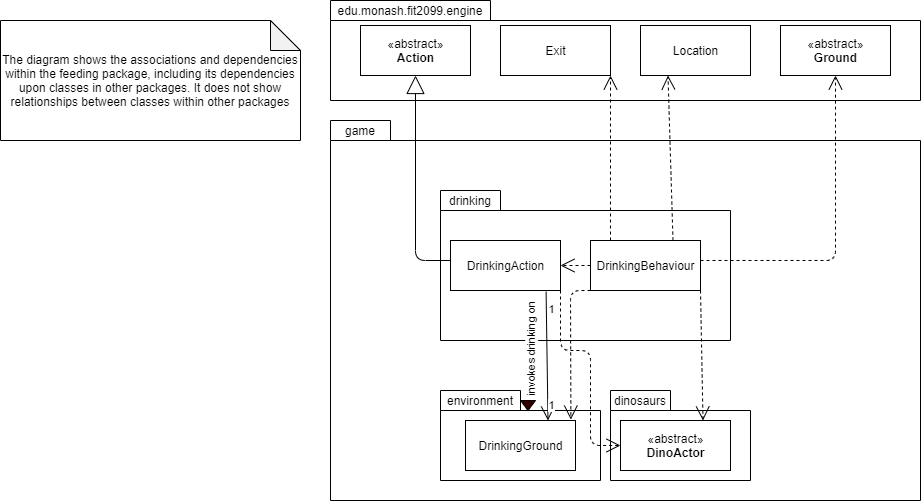 edu.monash.fit2099.engine
«abstract»
Action
Exit
Location
«abstract»
Ground
The diagram shows the associations and dependencies
within the feeding package, including its dependencies
upon classes in other packages. It does not show
relationships between classes within other packages
game
drinking
DrinkingAction
DrinkingBehaviour
1
invokes drinking on
1
environment
DrinkingGround
dinosaurs
«abstract»
DinoActor